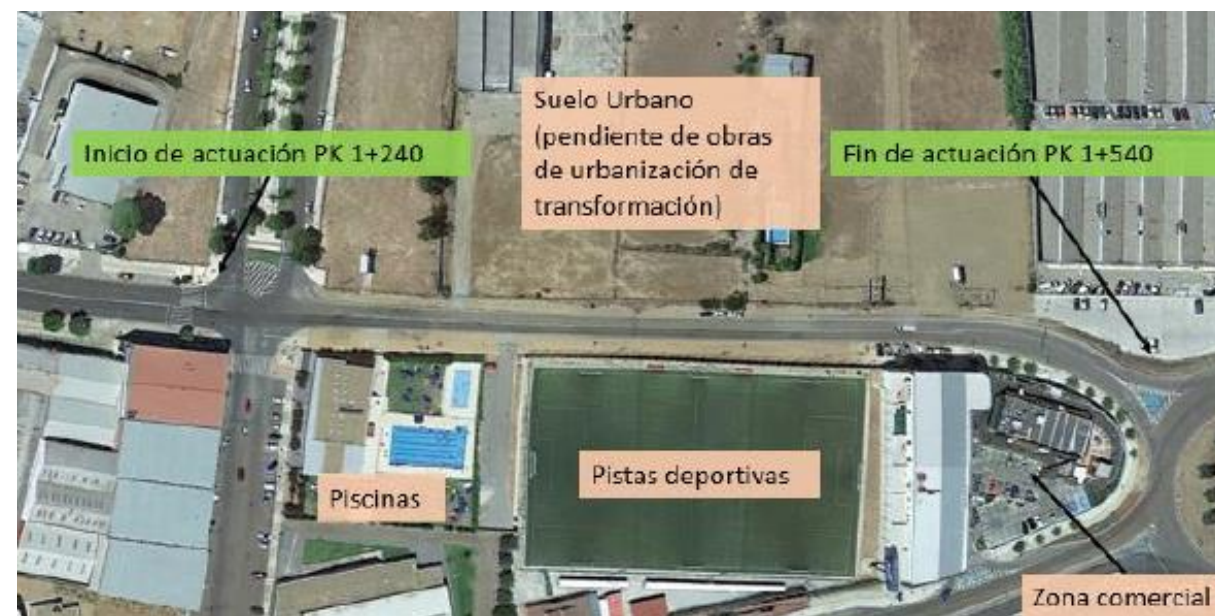 Suelo Urbano
(pendiente de obras
de urbanización de
transformación)
Inicio de actuación PK 1+240
Fin de actuación PK 1+540
Pistas deportivas
Piscinas
Zona comercial